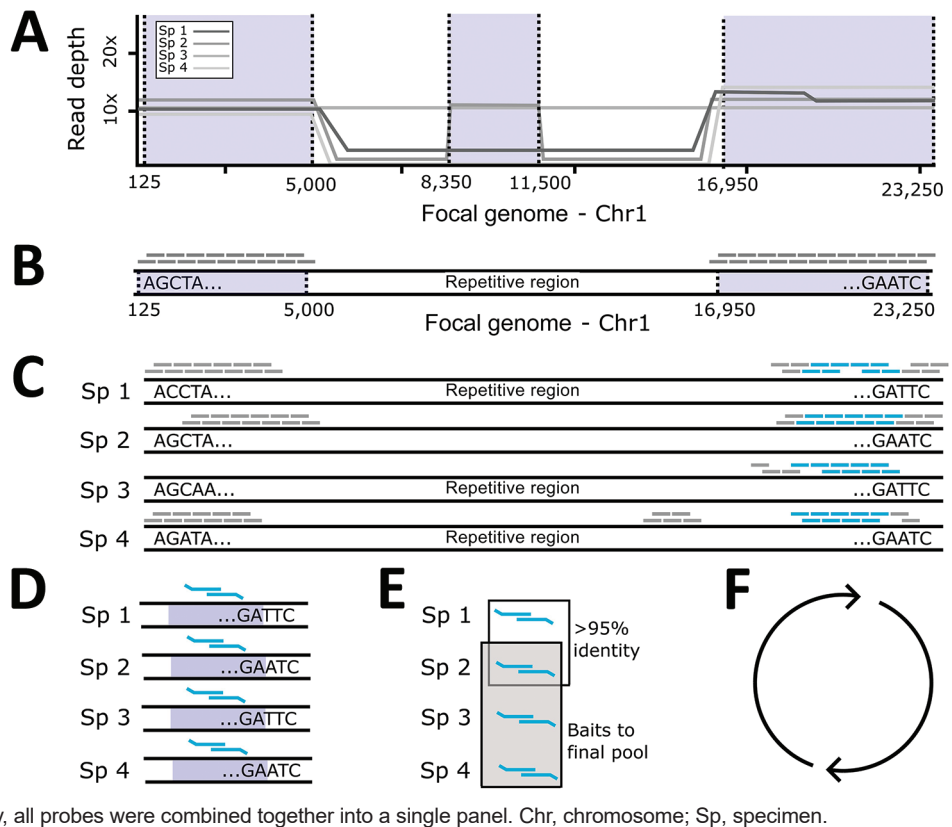 A
Read depth
20x
10x
Sp 1
Sp 2
Sp 3
Sp 4
125 5,000 8,350 11,500 16,950 23,250
Focal genome - Chr1
B
AGCTA... Repetitive region ...GAATC
125 5,000 16,950 23,250
Focal genome - Chr1
C
Sp 1 ACCTA... Repetitive region ...GATTC
Sp 2 AGCTA... ...GAATC
Sp 3 AGCAA... Repetitive region ...GATTC
Sp 4 AGATA... Repetitive region ...GAATC
D
Sp 1 ...GATTC
Sp 2 ...GAATC
Sp 3 ...GATTC
Sp 4 ...GAATC
E
Sp 1
Sp 2
Sp 3
Sp 4
>95%
identity
Baits to
final pool
F
, all probes were combined together into a single panel. Chr, chromosome; Sp, specimen.